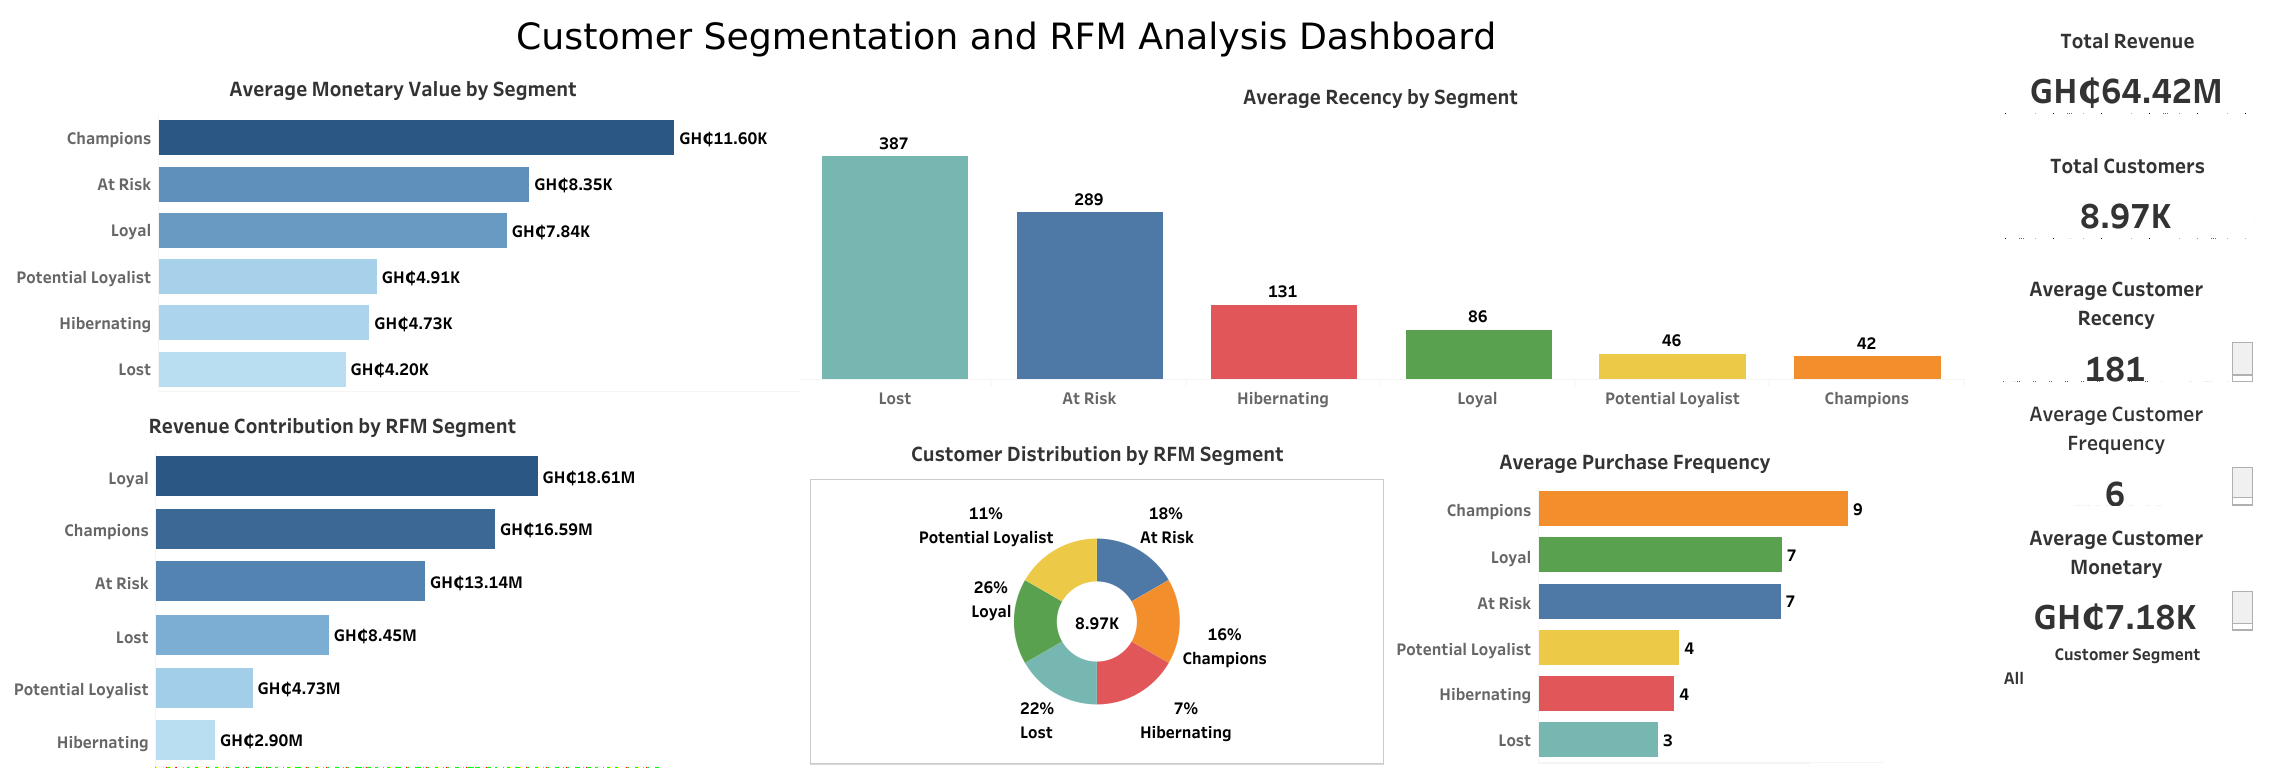 Customer Segmentation and RFM Analysis Dashboard
Average Monetary Value by Segment
Champions GH₵11.60K
At Risk GH₵8.35K
Loyal GH₵7.84K
Potential Loyalist GH₵4.91K
Hibernating GH₵4.73K
Lost GH₵4.20K
Average Recency by Segment
387 289 131 86 46 42
Lost At Risk Hibernating Loyal Potential Loyalist Champions
Total Revenue
GH₵64.42M
Total Customers
8.97K
Average Customer
Recency
181
Average Customer
Frequency
6
Average Customer
Monetary
GH₵7.18K
Customer Segment
All
Revenue Contribution by RFM Segment
Loyal GH₵18.61M
Champions GH₵16.59M
At Risk GH₵13.14M
Lost GH₵8.45M
Potential Loyalist GH₵4.73M
Hibernating GH₵2.90M
Customer Distribution by RFM Segment
11%
Potential Loyalist
18%
At Risk
26%
Loyal
8.97K
16%
Champions
22%
Lost
7%
Hibernating
Average Purchase Frequency
Champions 9
Loyal 7
At Risk 7
Potential Loyalist 4
Hibernating 4
Lost 3